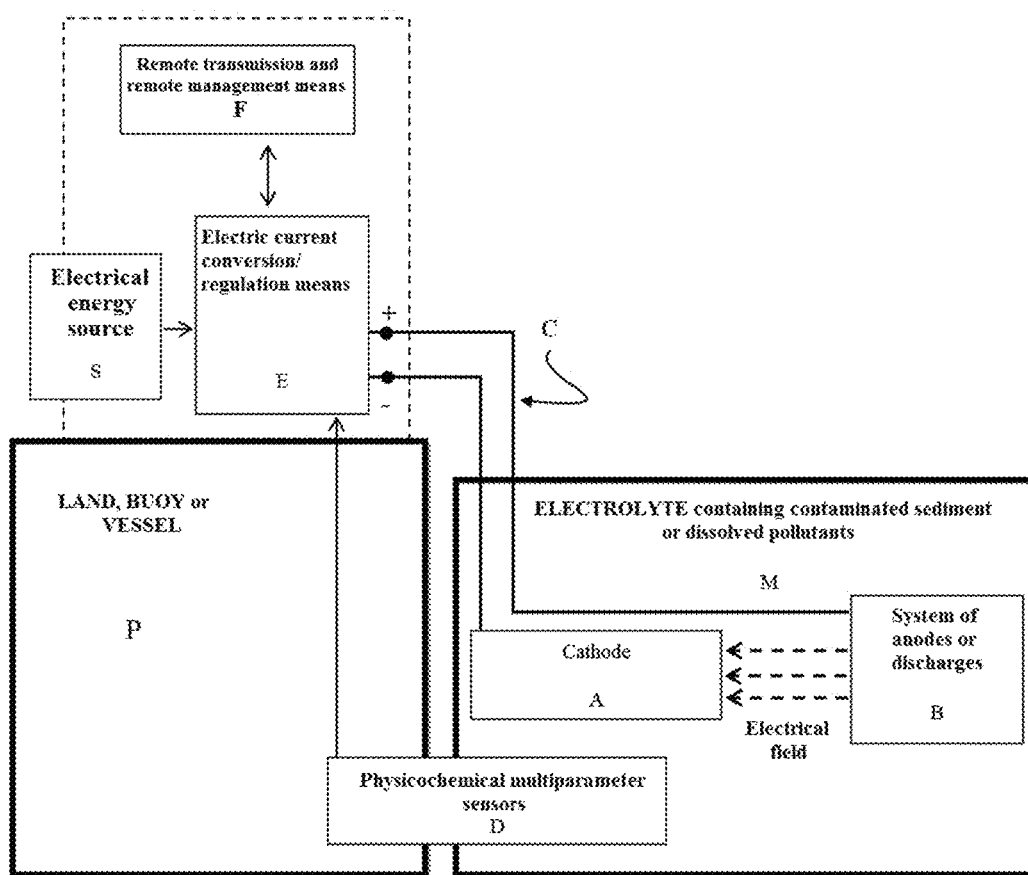 Remote transmission and
remote management means
F
Electric current
conversion/
regulation means
E
Electrical
energy
source
S
+
-
C
LAND, BUOY or
VESSEL
P
ELECTROLYTE containing contaminated sediment
or dissolved pollutants
M
System of
anodes or
discharges
B
Cathode
A
Electrical
field
Physicochemical multiparameter
sensors
D